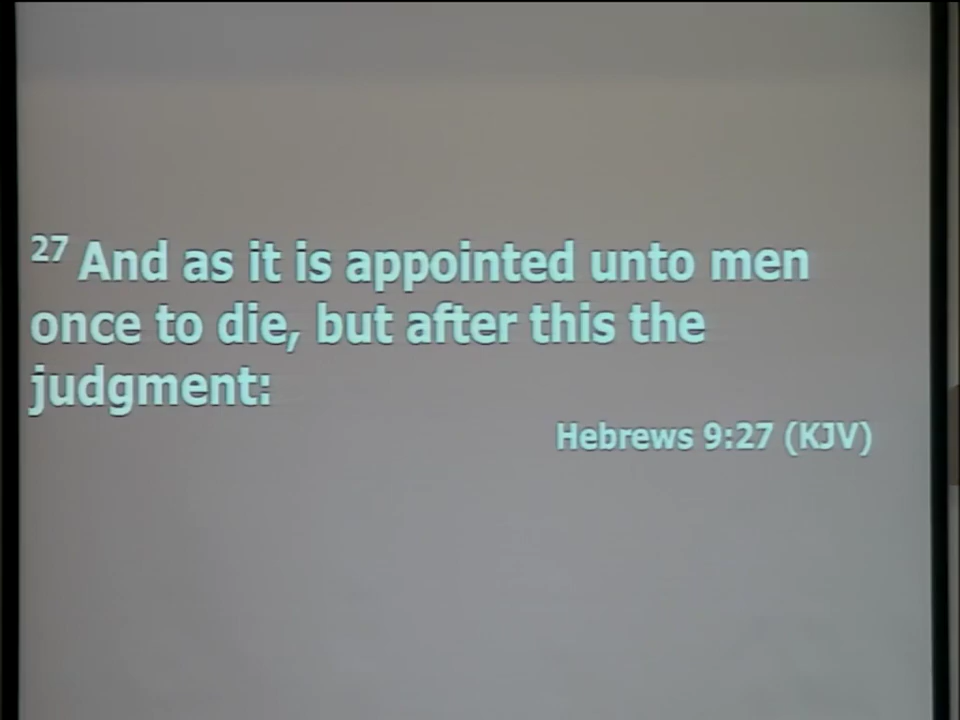 27 And as it is appointed unto men
once to die, but after this the
judgment:
Hebrews 9:27 (KJV)